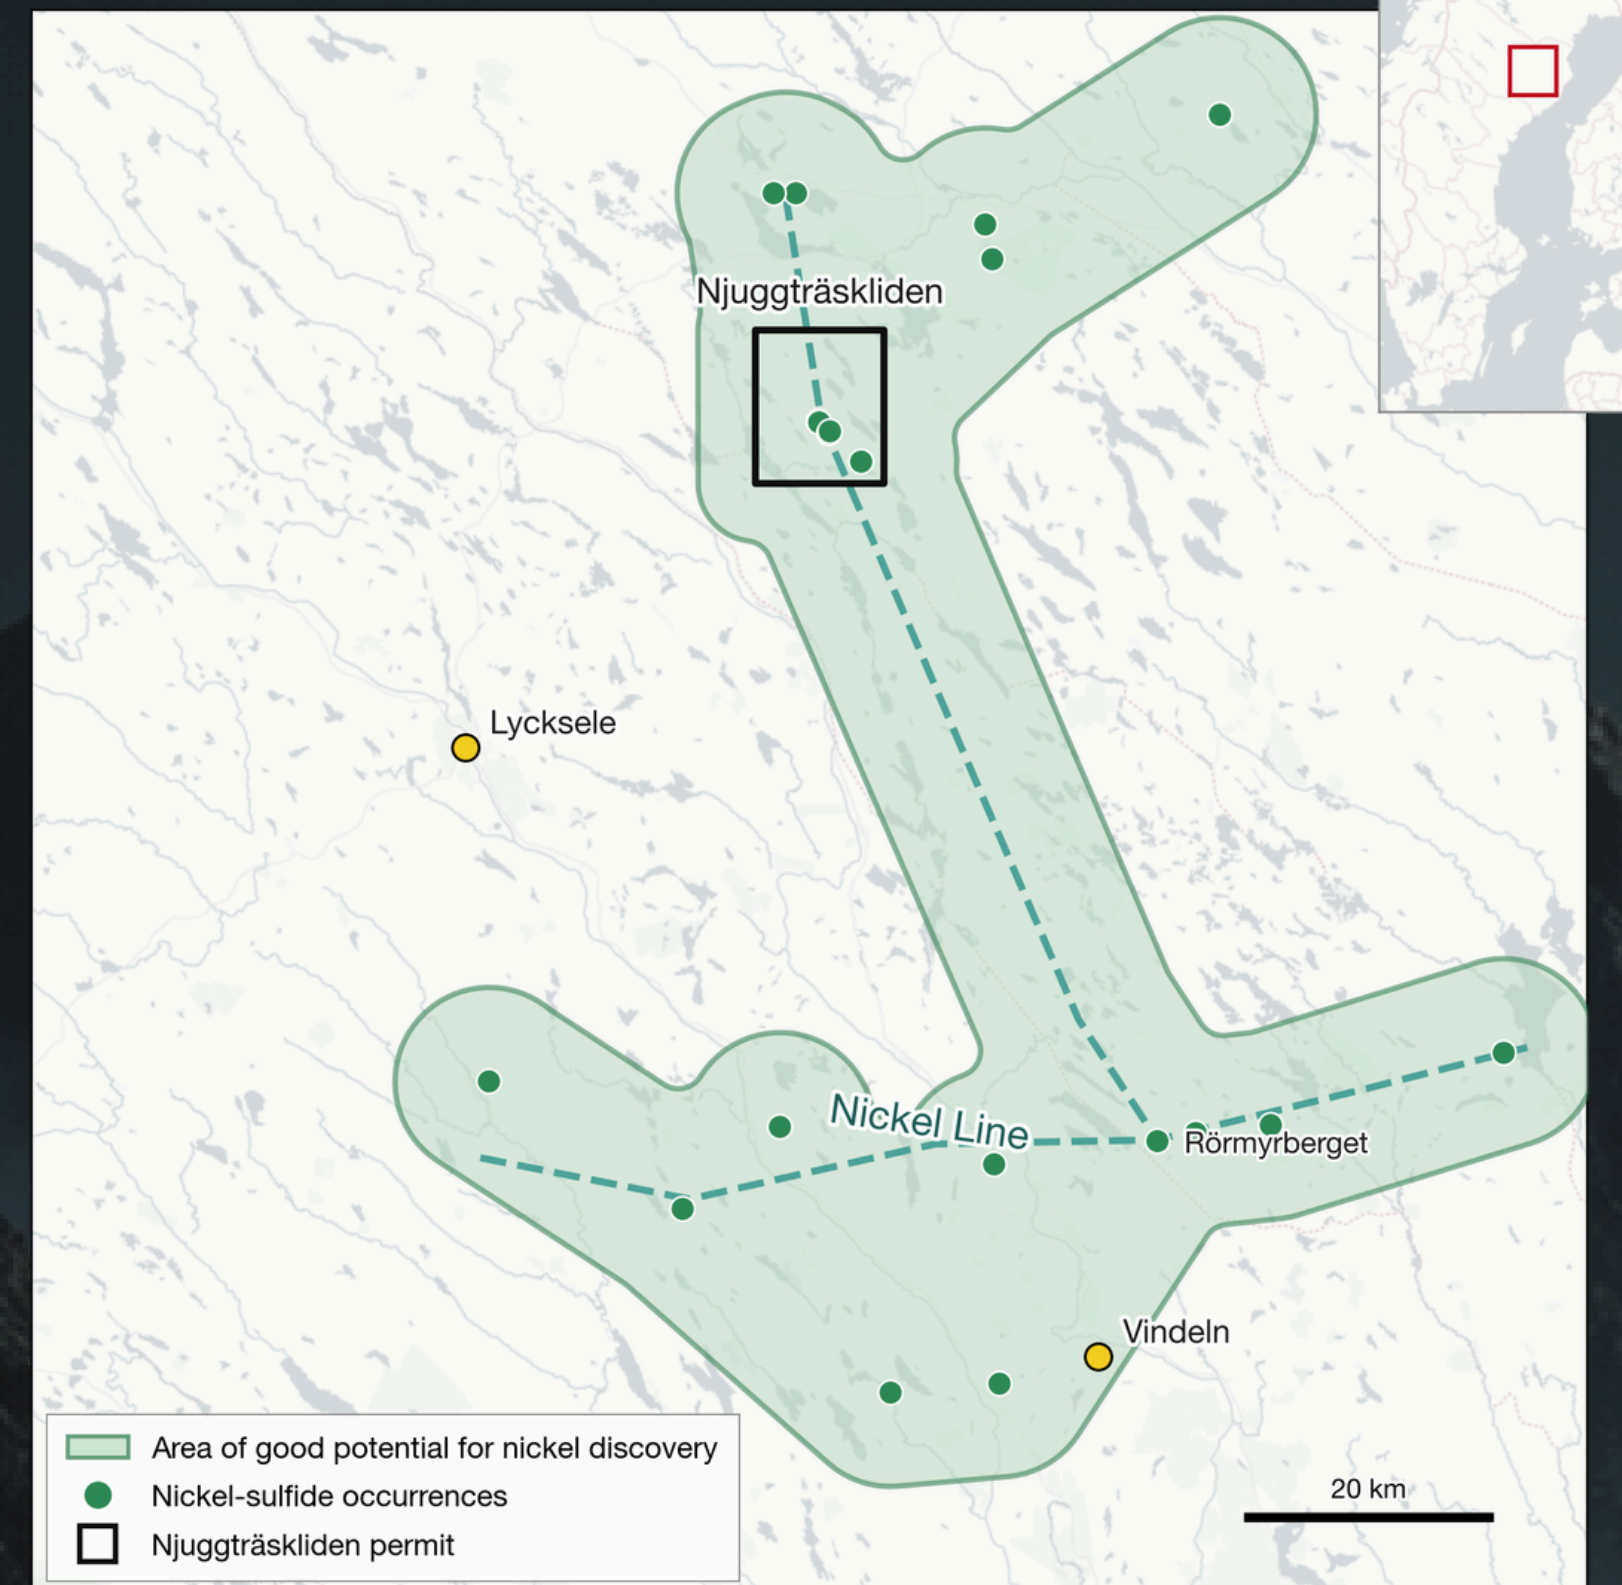 Njuggträskliden
Lycksele
Nickel Line
Rörmyrberget
Vindeln
Area of good potential for nickel discovery
Nickel-sulfide occurrences
Njuggträskliden permit
20 km